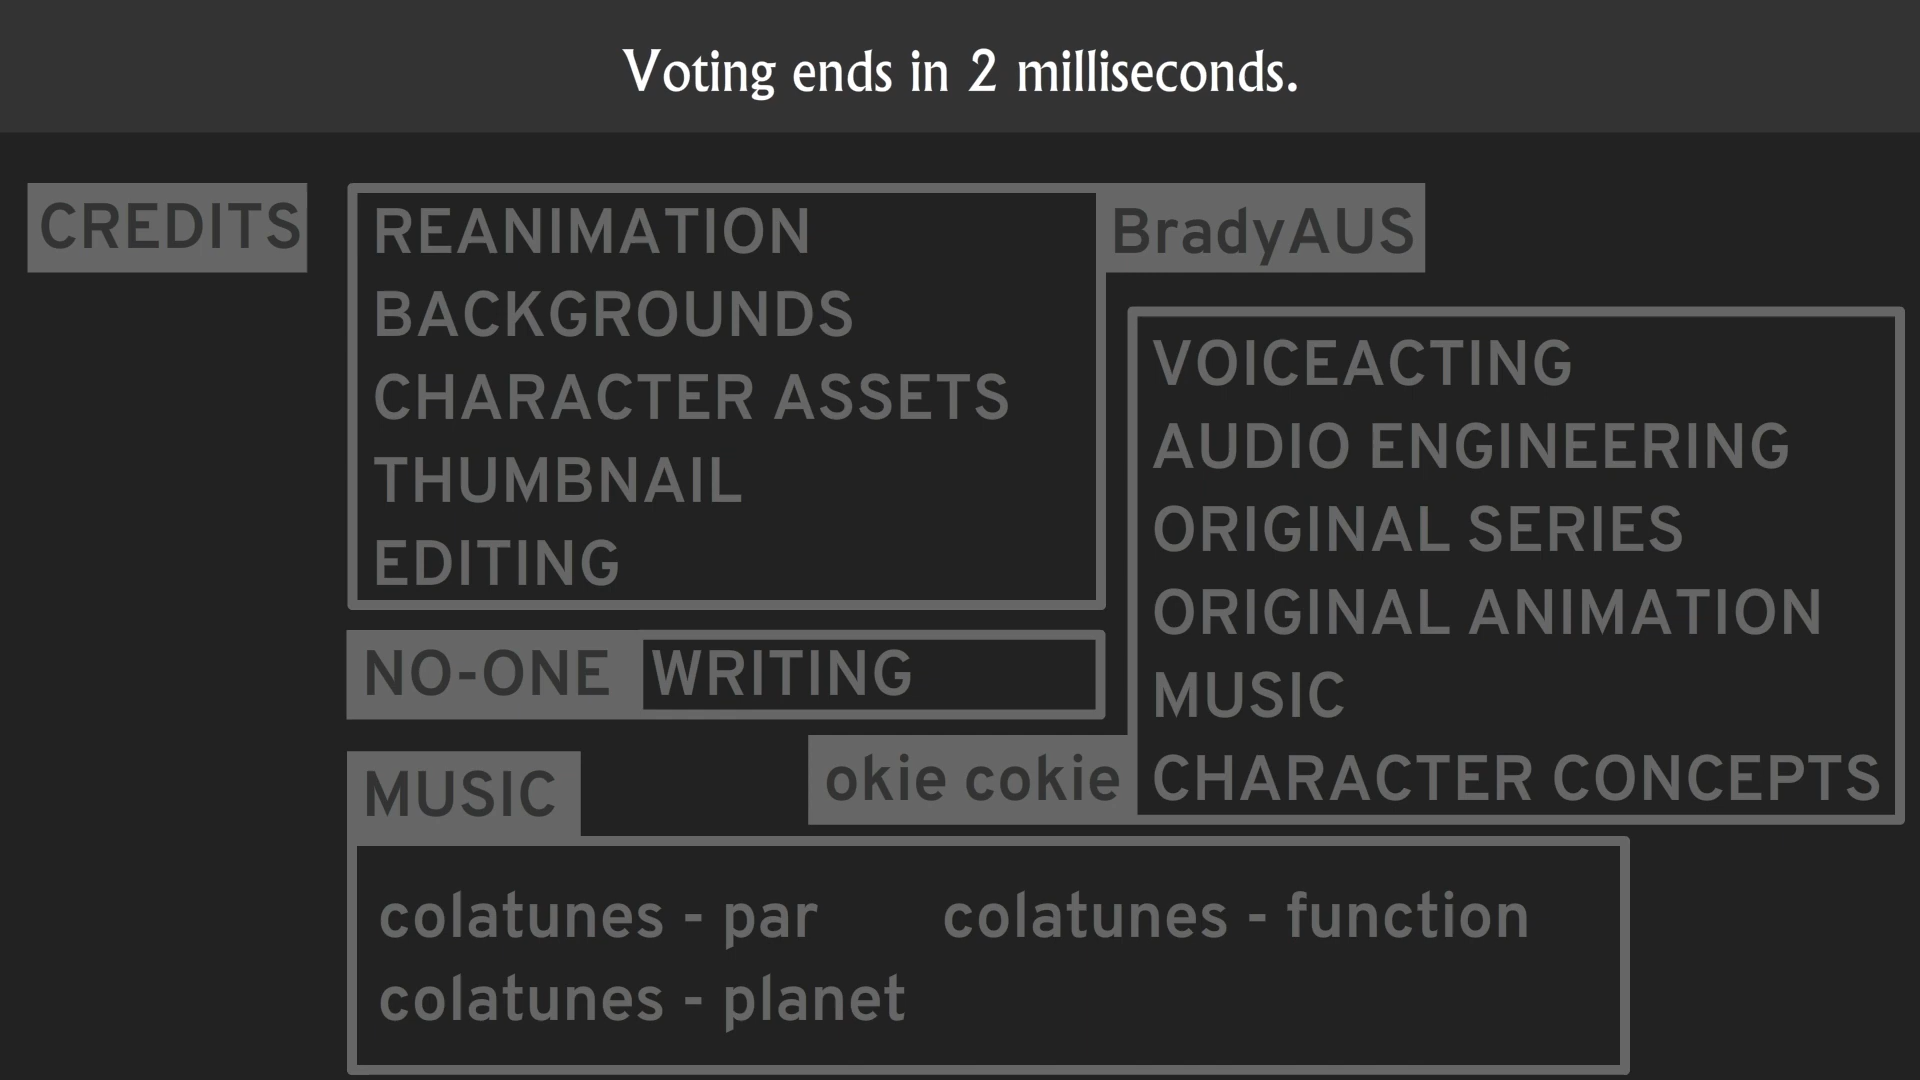 Voting ends in 2 milliseconds.
CREDITS
REANIMATION
BACKGROUNDS
CHARACTER ASSETS
THUMBNAIL
EDITING
BradyAUS
NO-ONE WRITING
VOICEACTING
AUDIO ENGINEERING
ORIGINAL SERIES
ORIGINAL ANIMATION
MUSIC
CHARACTER CONCEPTS
okie cokie
MUSIC
colatunes - par
colatunes - function
colatunes - planet